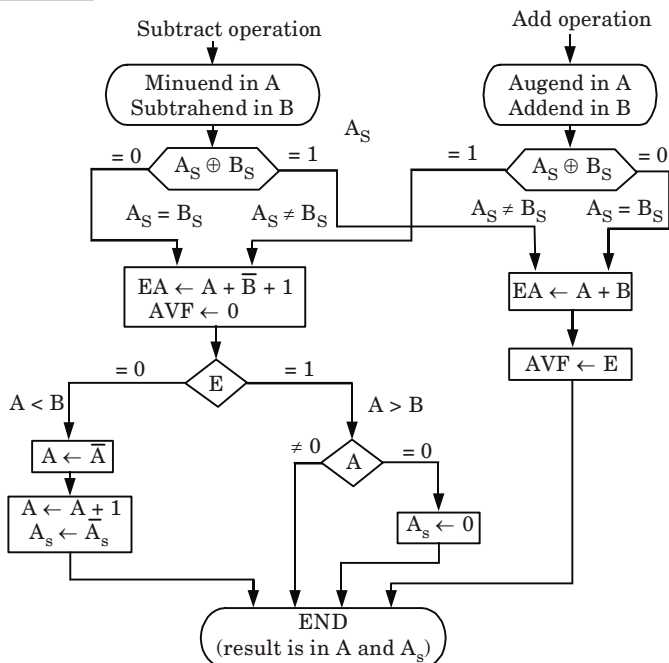 Subtract operation
Add operation
Minuend in A
Subtrahend in B
Augend in A
Addend in B
A_S
= 0
A_S ⊕ B_S
= 1
= 1
A_S ⊕ B_S
= 0
A_S = B_S
A_S ≠ B_S
A_S ≠ B_S
A_S = B_S
EA ← A + B̅ + 1
AVF ← 0
EA ← A + B
AVF ← E
= 0
E
= 1
A < B
A > B
A ← A̅
≠ 0
A
= 0
A ← A + 1
A_s ← A̅_s
A_s ← 0
END
(result is in A and A_s)